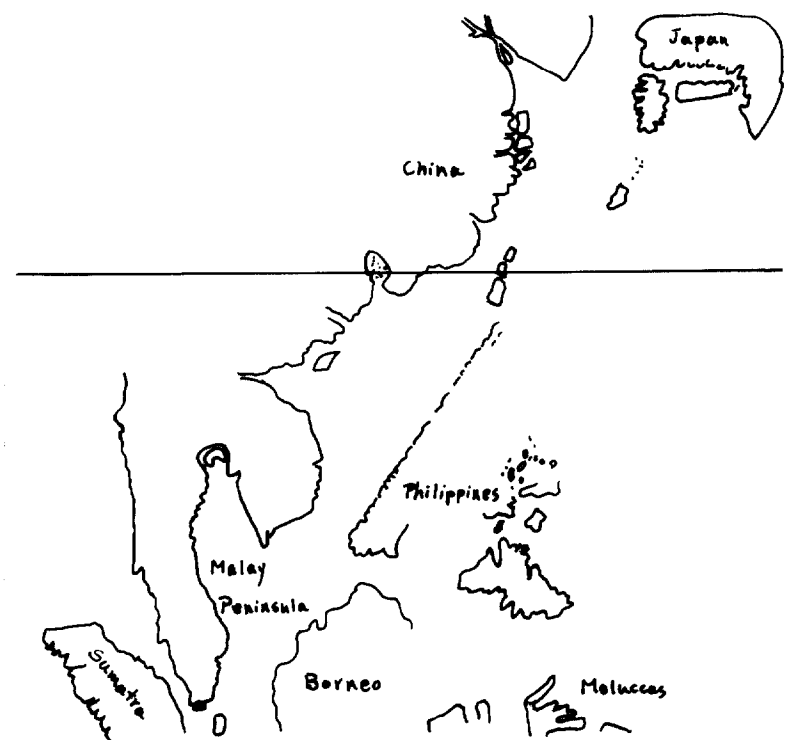 Japan
China
Philippines
Malay
Peninsula
Sumatra
Borneo
Moluccas